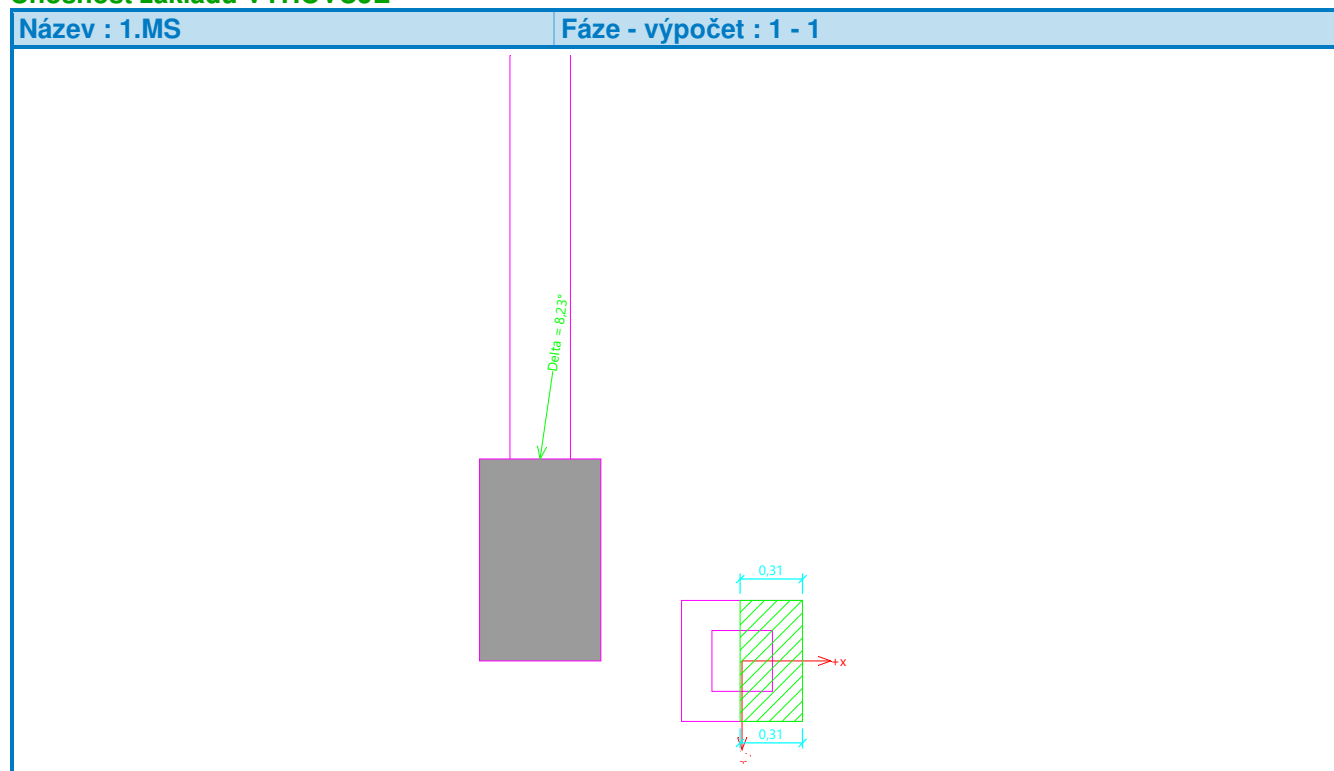 Název : 1.MS
Fáze - výpočet : 1 - 1
Delta = 8,23°
0,31
+x
0,31